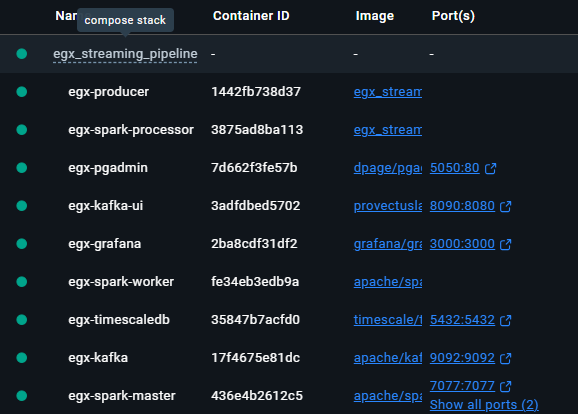 Na compose stack Container ID Image Port(s)
egx_streaming_pipeline - - -
egx-producer 1442fb738d37 egx_stream
egx-spark-processor 3875ad8ba113 egx_stream
egx-pgadmin 7d662f3fe57b dpage/pga 5050:80
egx-kafka-ui 3adfdbed5702 provectusla 8090:8080
egx-grafana 2ba8cdf31df2 grafana/gra 3000:3000
egx-spark-worker fe34eb3edb9a apache/spa
egx-timescaledb 35847b7acfd0 timescale/t 5432:5432
egx-kafka 17f4675e81dc apache/kaf 9092:9092
egx-spark-master 436e4b2612c5 apache/spa 7077:7077
Show all ports (2)